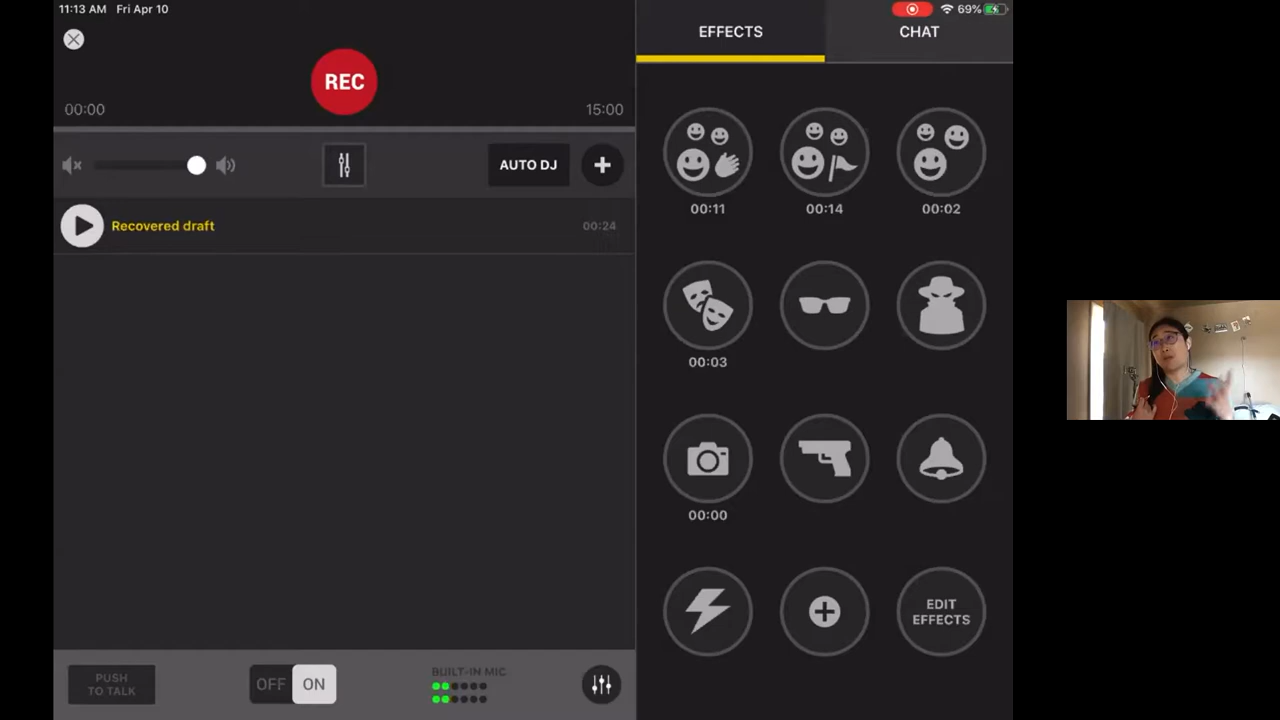 11:13 AM Fri Apr 10
69%
EFFECTS
CHAT
REC
00:00
15:00
AUTO DJ
Recovered draft
00:24
00:11
00:14
00:02
00:03
00:00
EDIT
EFFECTS
PUSH
TO TALK
OFF
ON
BUILT-IN MIC